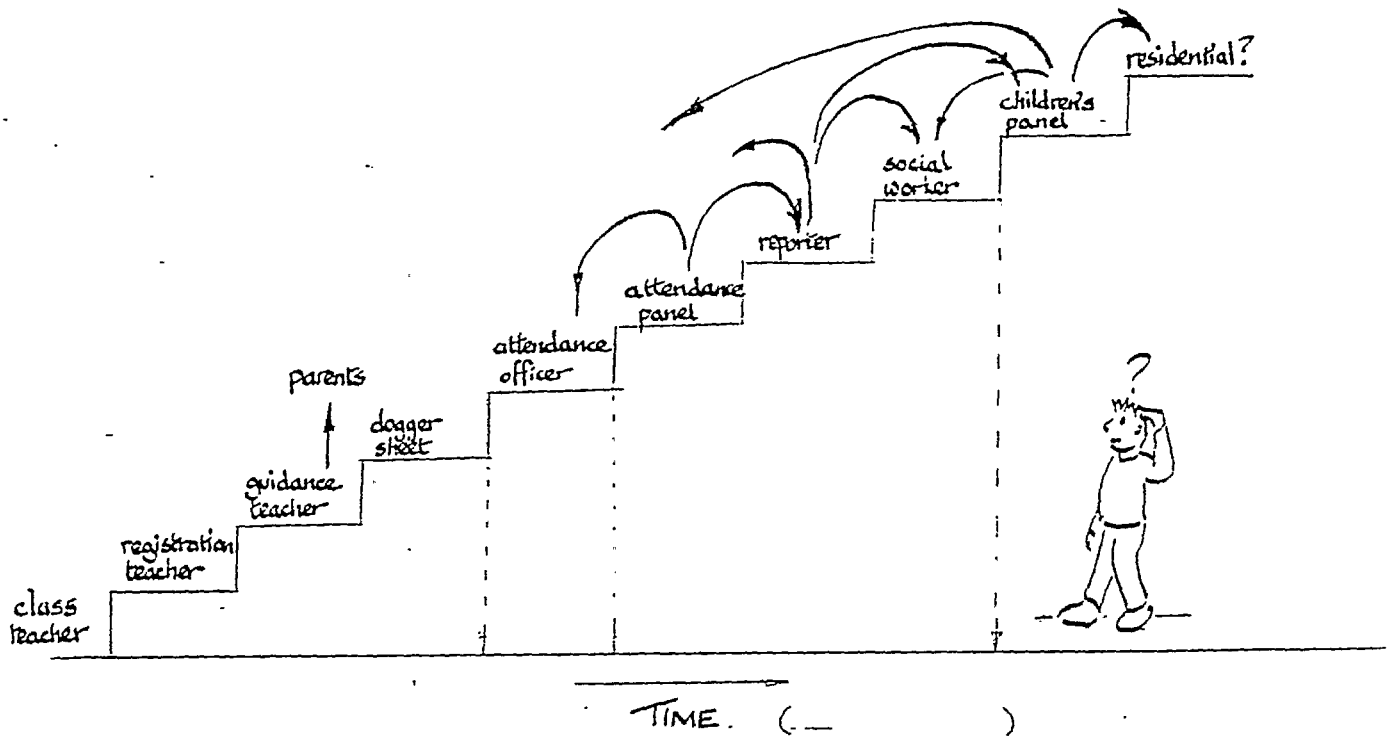 class
teacher
registration
teacher
guidance
teacher
parents
dogger
sheet
attendance
officer
attendance
panel
reporter
social
worker
children's
panel
residential?
?
TIME. ( )